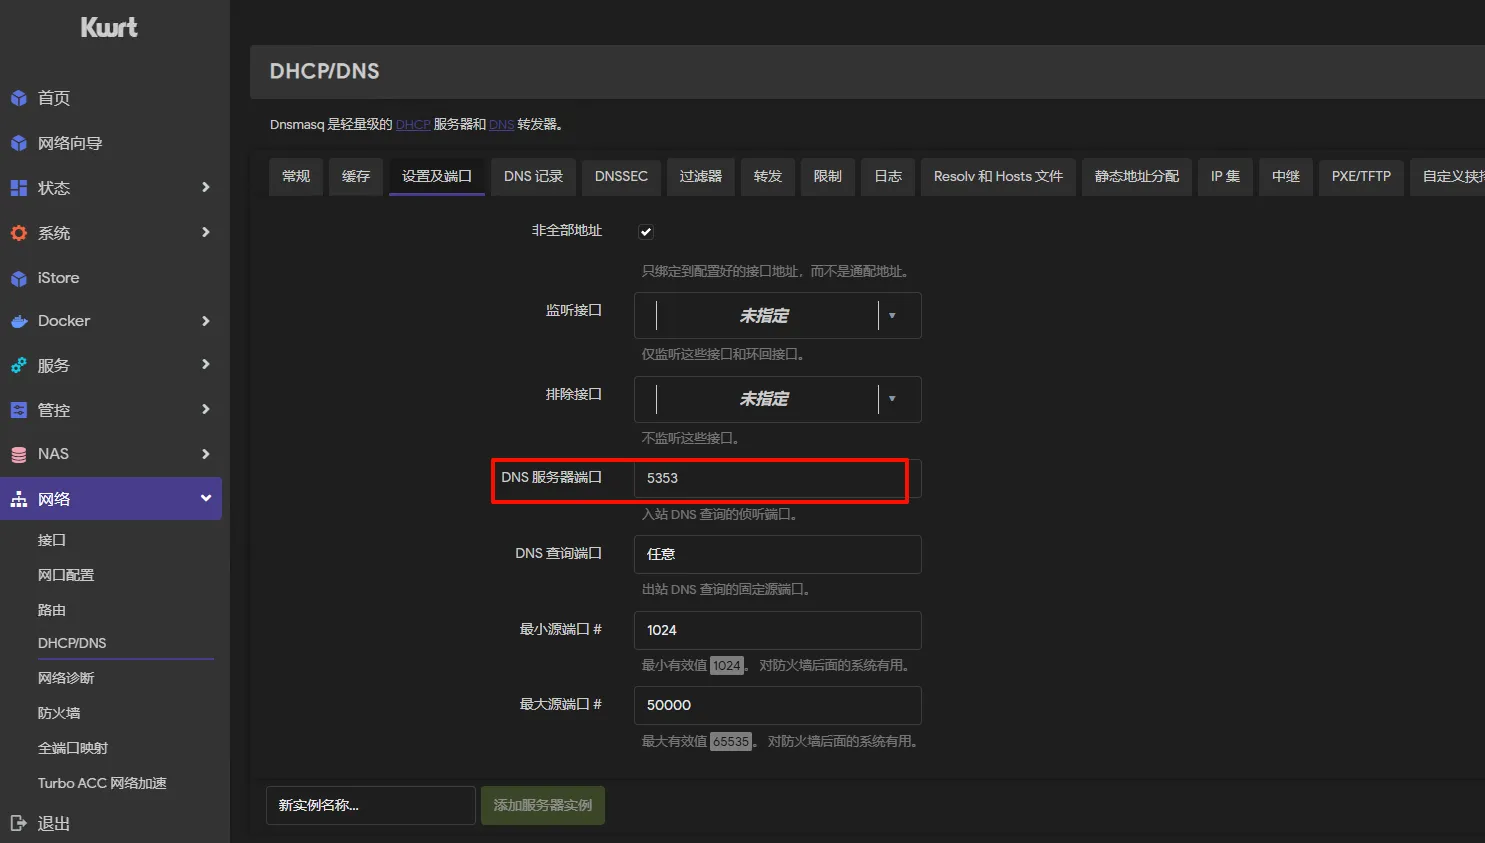 Kwrt
首页
网络向导
状态
系统
iStore
Docker
服务
管控
NAS
网络
接口
网口配置
路由
DHCP/DNS
网络诊断
防火墙
全端口映射
Turbo ACC 网络加速
退出
DHCP/DNS
Dnsmasq 是轻量级的 DHCP 服务器和 DNS 转发器。
常规 缓存 设置及端口 DNS 记录 DNSSEC 过滤器 转发 限制 日志 Resolv 和 Hosts 文件 静态地址分配 IP 集 中继 PXE/TFTP 自定义挟持
非全部地址
只绑定到配置好的接口地址，而不是通配地址。
监听接口 未指定
仅监听这些接口和环回接口。
排除接口 未指定
不监听这些接口。
DNS 服务器端口 5353
入站 DNS 查询的侦听端口。
DNS 查询端口 任意
出站 DNS 查询的固定源端口。
最小源端口 # 1024
最小有效值 1024。 对防火墙后面的系统有用。
最大源端口 # 50000
最大有效值 65535。 对防火墙后面的系统有用。
新实例名称... 添加服务器实例